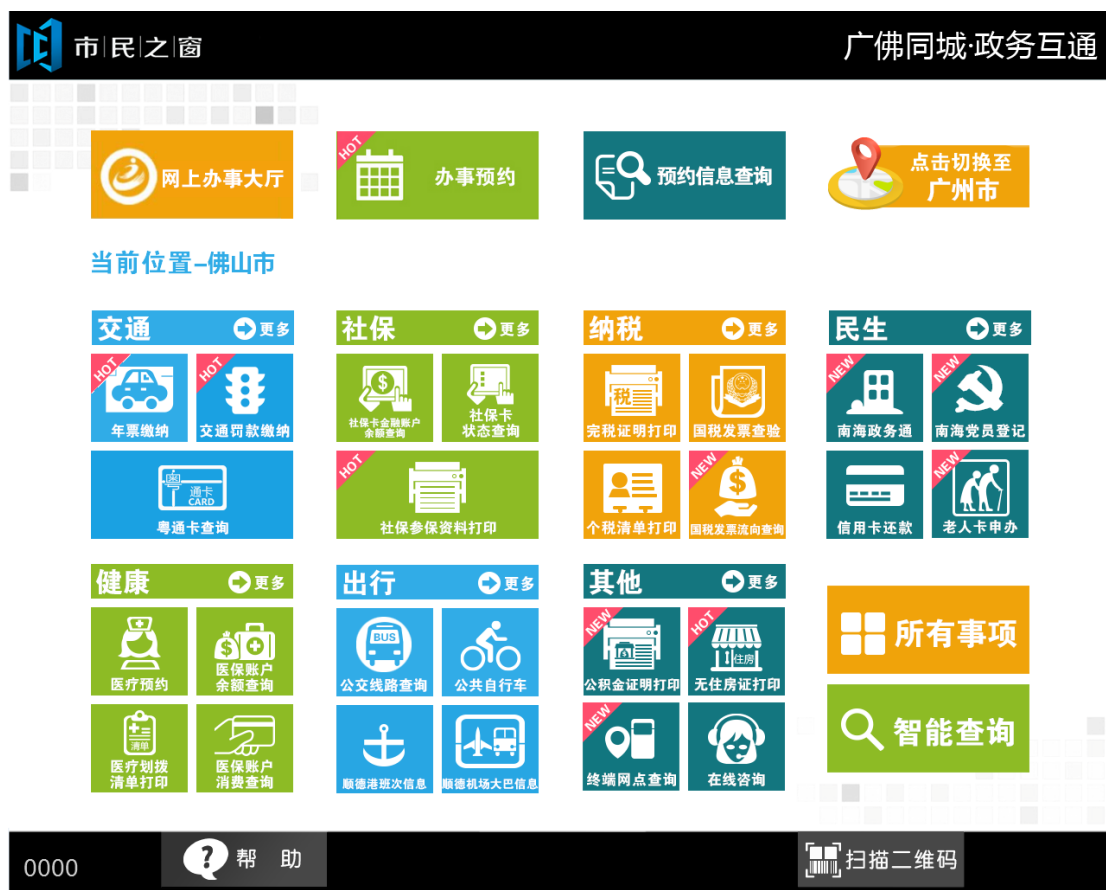 市民之窗
广佛同城·政务互通
网上办事大厅
HOT
办事预约
预约信息查询
点击切换至
广州市
当前位置–佛山市
交通
更多
社保
更多
纳税
更多
民生
更多
HOT
年票缴纳
HOT
交通罚款缴纳
社保卡金融账户
余额查询
社保卡
状态查询
税
完税证明打印
国税发票查验
NEW
南海政务通
NEW
南海党员登记
粤
通卡
CARD
粤通卡查询
HOT
社保参保资料打印
个税清单打印
NEW
国税发票流向查询
信用卡还款
NEW
老人卡申办
健康
更多
出行
更多
其他
更多
医疗预约
医保账户
余额查询
BUS
公交线路查询
公共自行车
NEW
公积金证明打印
HOT
住房
无住房证打印
所有事项
清单
医疗划拨
清单打印
医保账户
消费查询
顺德港班次信息
顺德机场大巴信息
NEW
终端网点查询
在线咨询
智能查询
0000
?
帮 助
扫描二维码